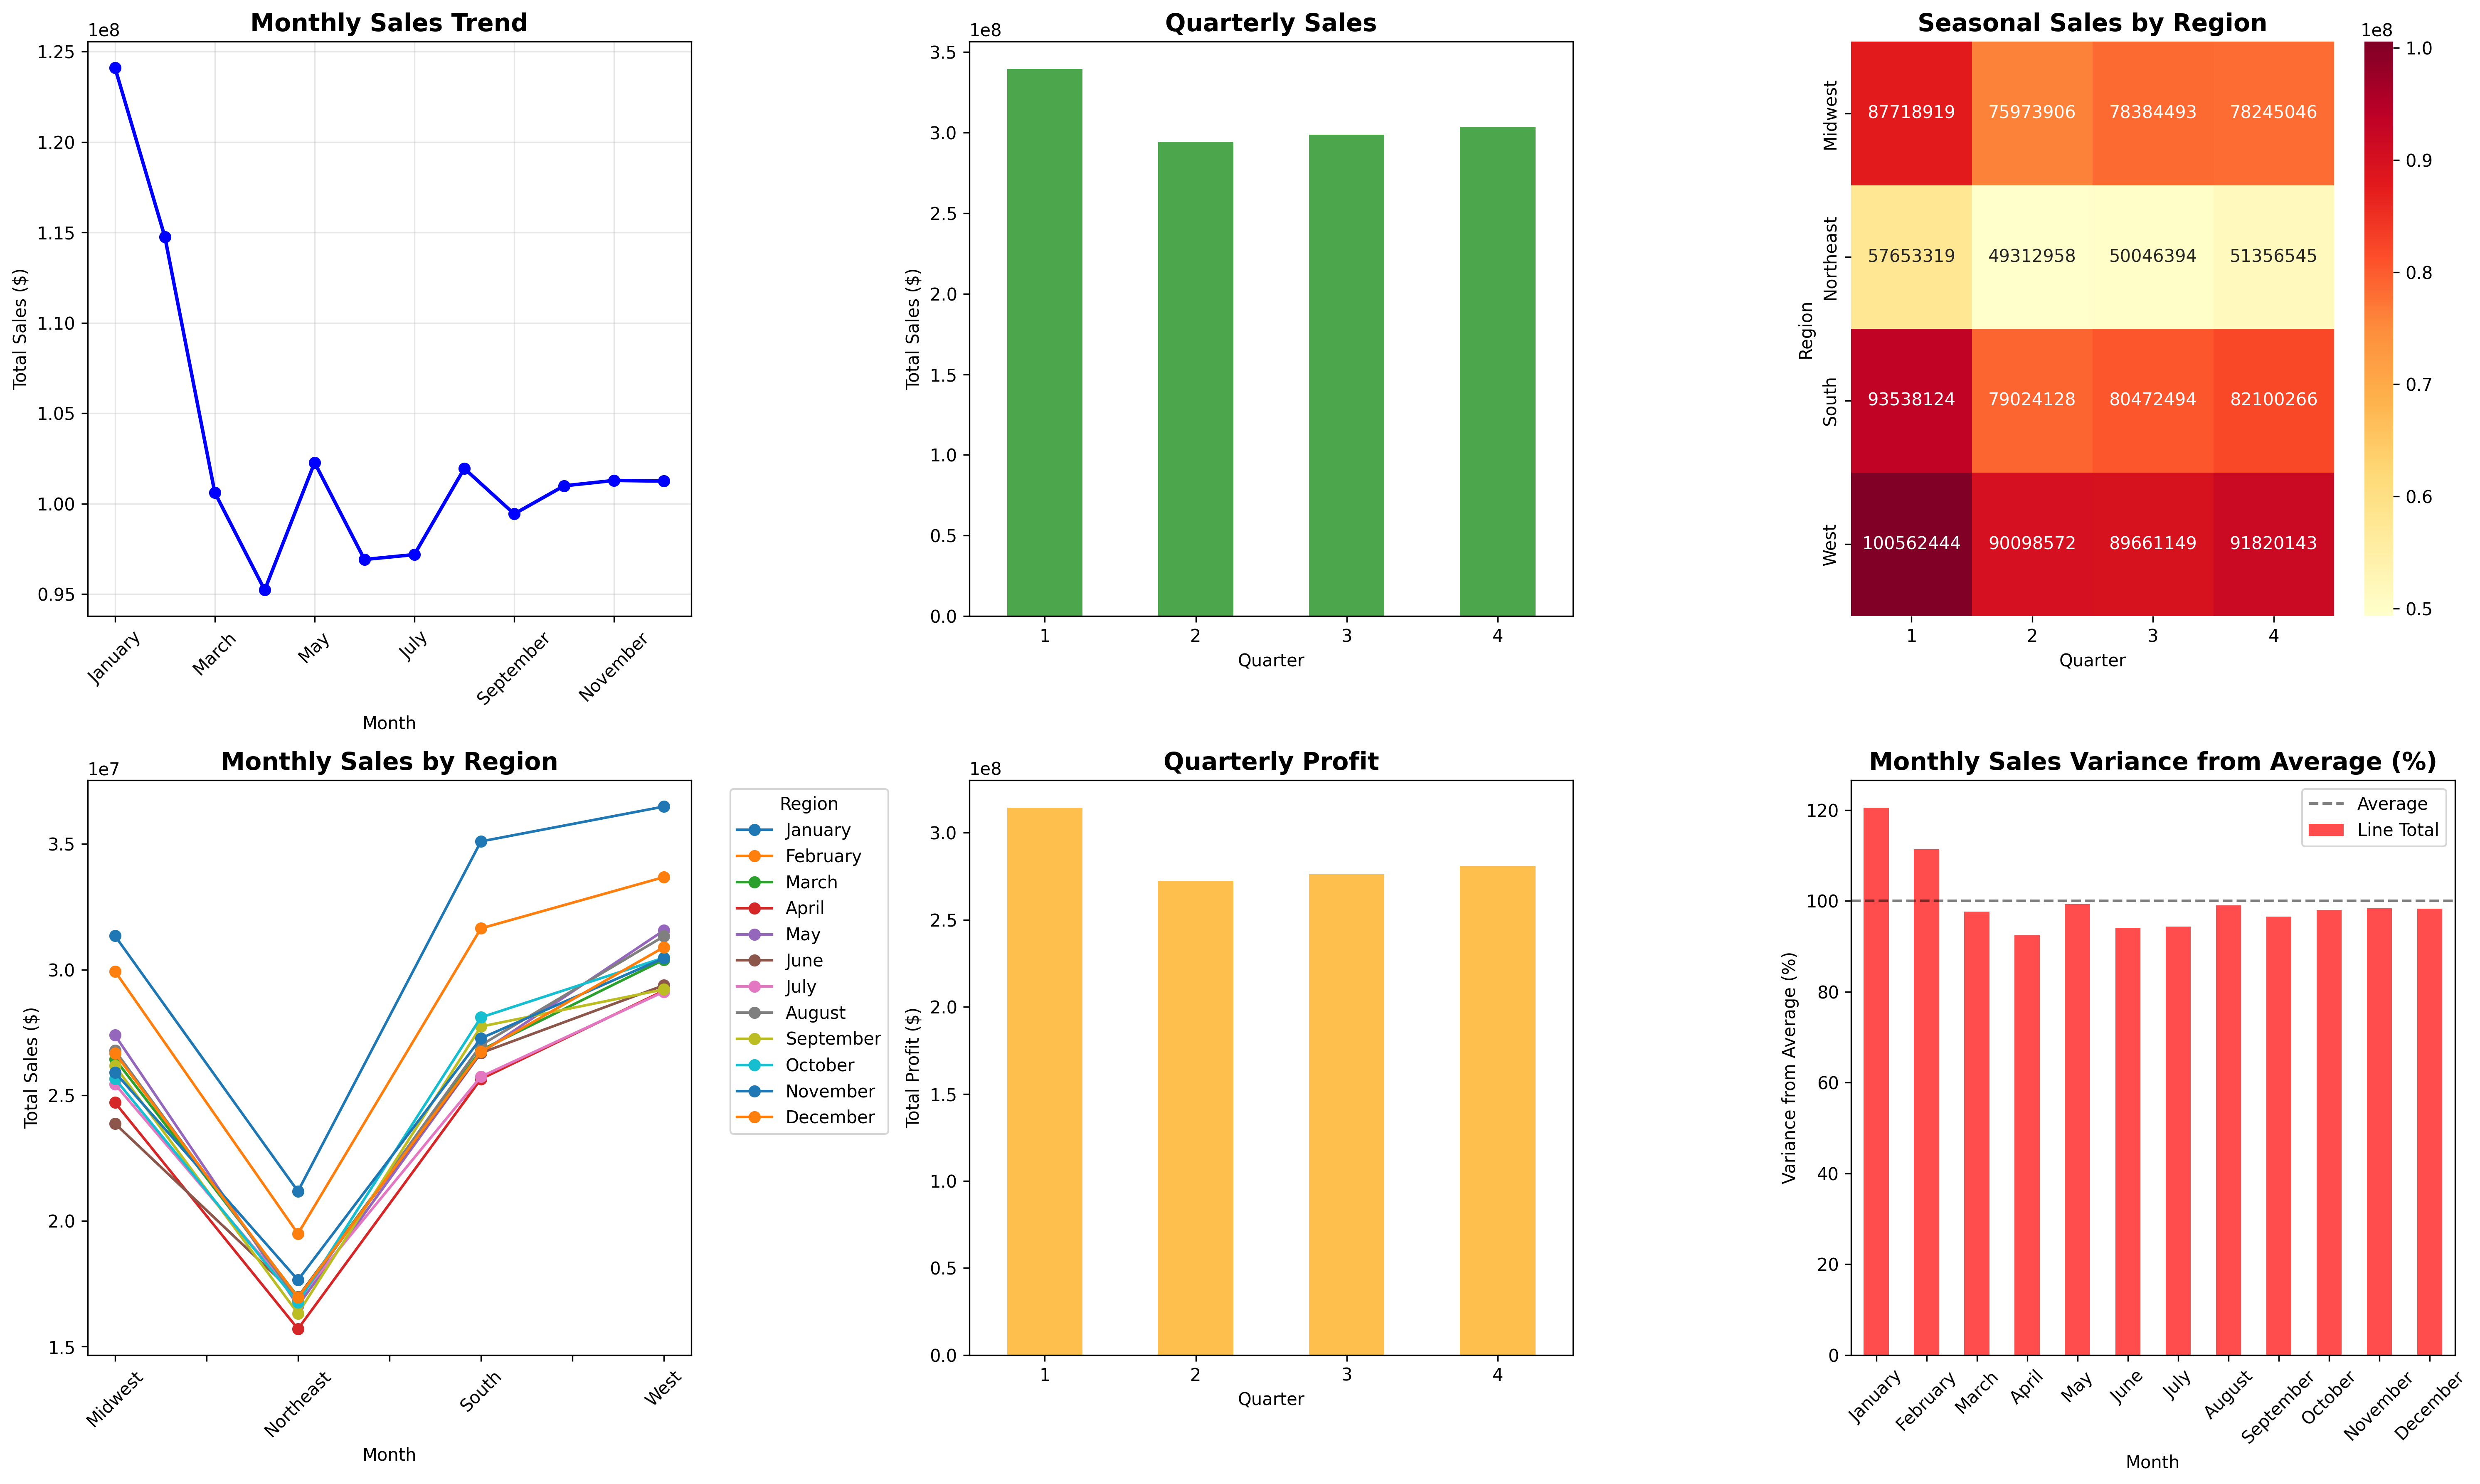 Monthly Sales Trend
1e8
1.25
1.20
1.15
1.10
1.05
1.00
0.95
Total Sales ($)
January
March
May
July
September
November
Month
Quarterly Sales
1e8
3.5
3.0
2.5
2.0
1.5
1.0
0.5
0.0
Total Sales ($)
1 2 3 4
Quarter
Seasonal Sales by Region
Region
Midwest
87718919 75973906 78384493 78245046
Northeast
57653319 49312958 50046394 51356545
South
93538124 79024128 80472494 82100266
West
100562444 90098572 89661149 91820143
1 2 3 4
Quarter
1e8
1.0
0.9
0.8
0.7
0.6
0.5
Monthly Sales by Region
1e7
3.5
3.0
2.5
2.0
1.5
Total Sales ($)
Midwest
Northeast
South
West
Month
Region
January
February
March
April
May
June
July
August
September
October
November
December
Quarterly Profit
1e8
3.0
2.5
2.0
1.5
1.0
0.5
0.0
Total Profit ($)
1 2 3 4
Quarter
Monthly Sales Variance from Average (%)
120
100
80
60
40
20
0
Variance from Average (%)
Average
Line Total
January
February
March
April
May
June
July
August
September
October
November
December
Month